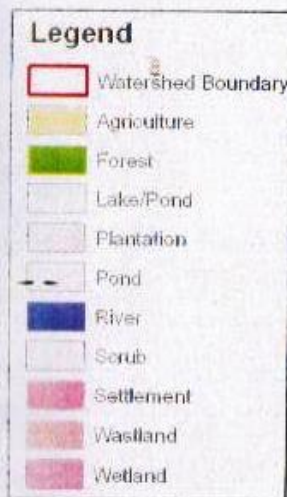 Legend
Watershed Boundary
Agriculture
Forest
Lake/Pond
Plantation
Pond
River
Scrub
Settlement
Wastland
Wetland